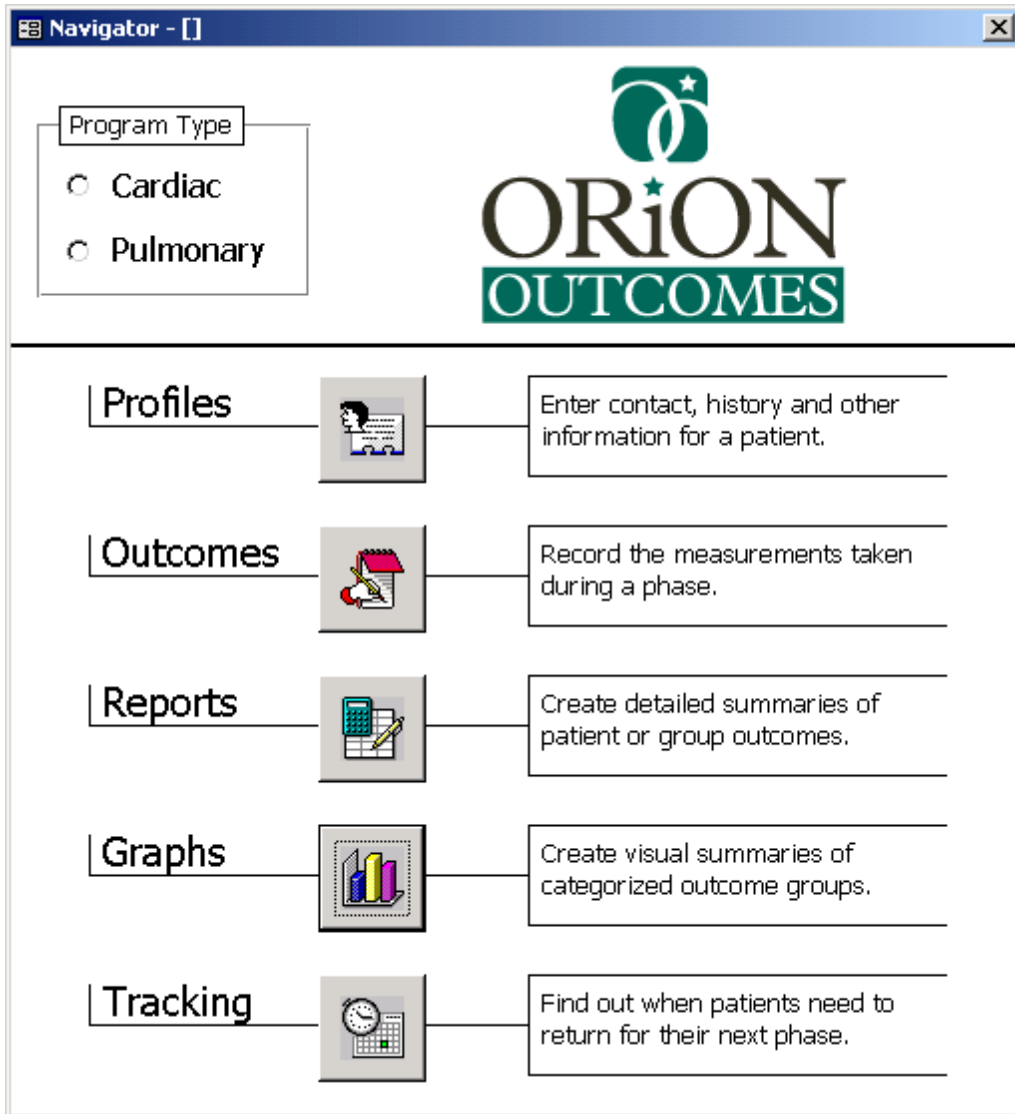 Navigator - []
Program Type
Cardiac
Pulmonary
ORiON
OUTCOMES
Profiles
Enter contact, history and other
information for a patient.
Outcomes
Record the measurements taken
during a phase.
Reports
Create detailed summaries of
patient or group outcomes.
Graphs
Create visual summaries of
categorized outcome groups.
Tracking
Find out when patients need to
return for their next phase.